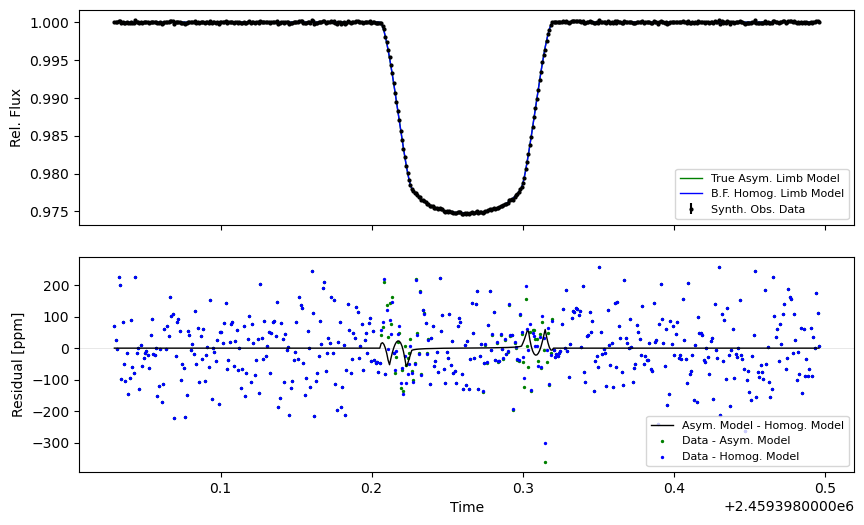 1.000
0.995
0.990
0.985
0.980
0.975
Rel. Flux
True Asym. Limb Model
B.F. Homog. Limb Model
Synth. Obs. Data
200
100
0
−100
−200
−300
Residual [ppm]
Asym. Model - Homog. Model
Data - Asym. Model
Data - Homog. Model
0.1
0.2
0.3
0.4
0.5
Time
+2.4593980000e6